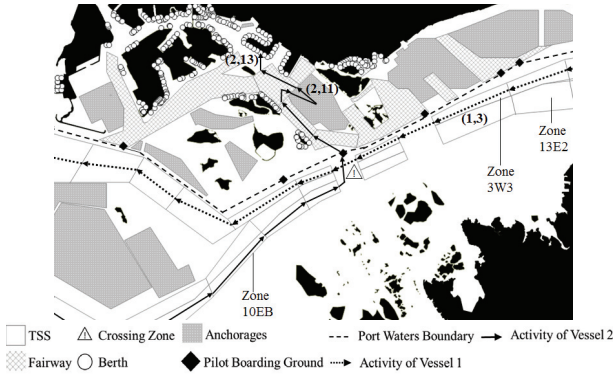 (2,13)
(2,11)
(1,3)
Zone
13E2
Zone
3W3
Zone
10EB
TSS
Crossing Zone
Anchorages
Port Waters Boundary
Activity of Vessel 2
Fairway
Berth
Pilot Boarding Ground
Activity of Vessel 1